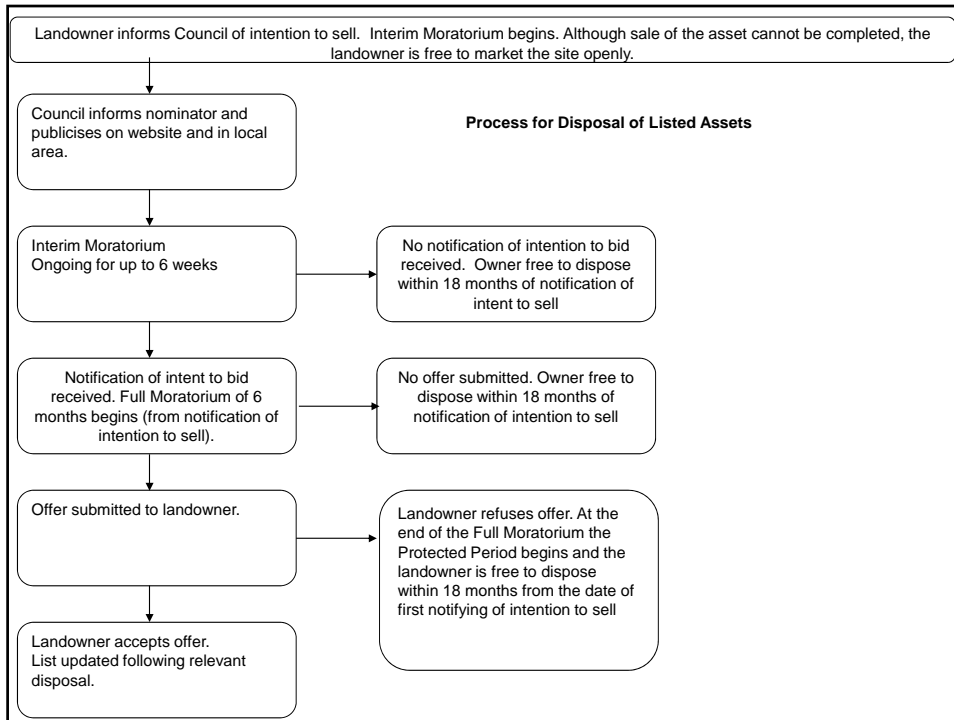 Landowner informs Council of intention to sell.  Interim Moratorium begins. Although sale of the asset cannot be completed, the
landowner is free to market the site openly.
Process for Disposal of Listed Assets
Council informs nominator and
publicises on website and in local
area.
Interim Moratorium
Ongoing for up to 6 weeks
No notification of intention to bid
received.  Owner free to dispose
within 18 months of notification of
intent to sell
Notification of intent to bid
received. Full Moratorium of 6
months begins (from notification of
intention to sell).
No offer submitted. Owner free to
dispose within 18 months of
notification of intention to sell
Offer submitted to landowner.
Landowner refuses offer. At the
end of the Full Moratorium the
Protected Period begins and the
landowner is free to dispose
within 18 months from the date of
first notifying of intention to sell
Landowner accepts offer.
List updated following relevant
disposal.